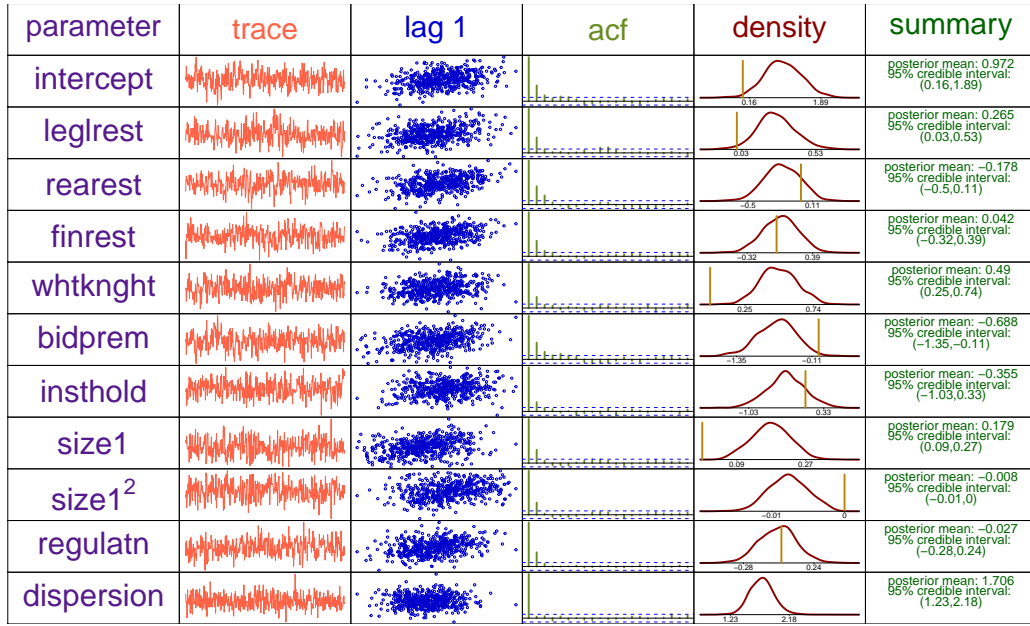 parameter trace lag 1 acf density summary
intercept 0.16 1.89 posterior mean: 0.972
95% credible interval:
(0.16,1.89)
leglrest 0.03 0.53 posterior mean: 0.265
95% credible interval:
(0.03,0.53)
rearest −0.5 0.11 posterior mean: −0.178
95% credible interval:
(−0.5,0.11)
finrest −0.32 0.39 posterior mean: 0.042
95% credible interval:
(−0.32,0.39)
whtknght 0.25 0.74 posterior mean: 0.49
95% credible interval:
(0.25,0.74)
bidprem −1.35 −0.11 posterior mean: −0.688
95% credible interval:
(−1.35,−0.11)
insthold −1.03 0.33 posterior mean: −0.355
95% credible interval:
(−1.03,0.33)
size1 0.09 0.27 posterior mean: 0.179
95% credible interval:
(0.09,0.27)
size1² −0.01 0 posterior mean: −0.008
95% credible interval:
(−0.01,0)
regulatn −0.28 0.24 posterior mean: −0.027
95% credible interval:
(−0.28,0.24)
dispersion 1.23 2.18 posterior mean: 1.706
95% credible interval:
(1.23,2.18)